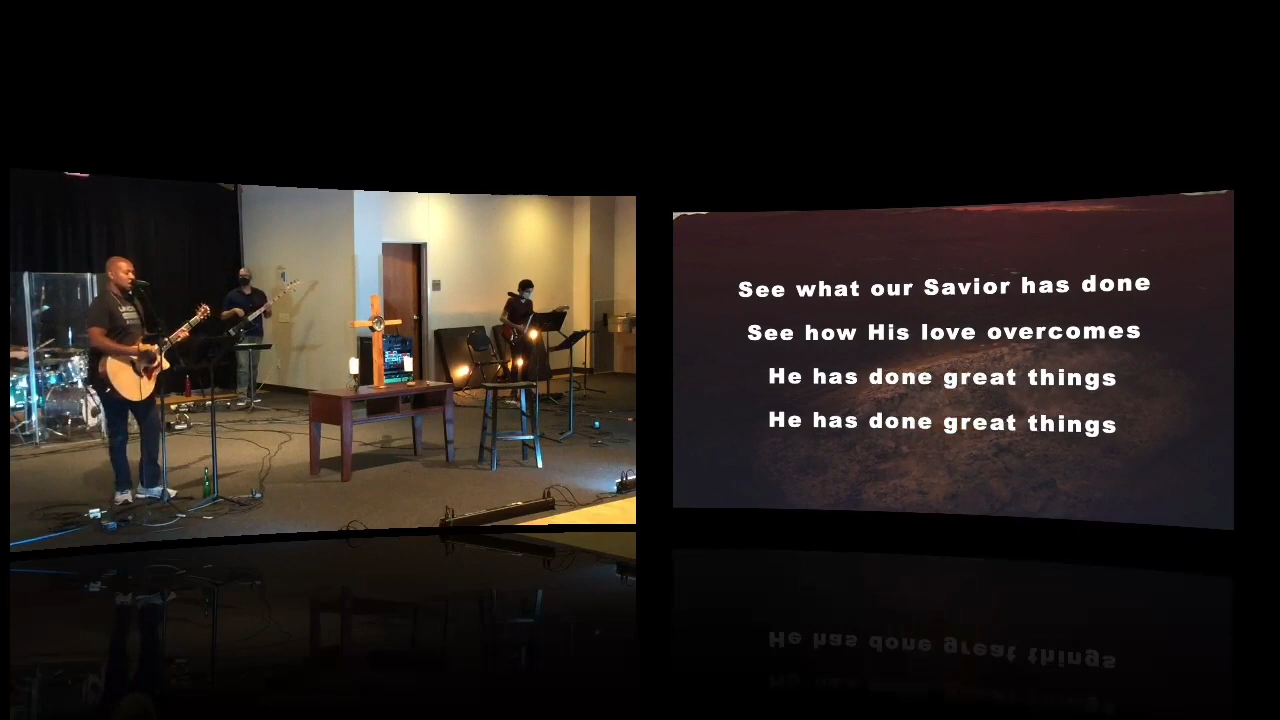 See what our Savior has done
See how His love overcomes
He has done great things
He has done great things